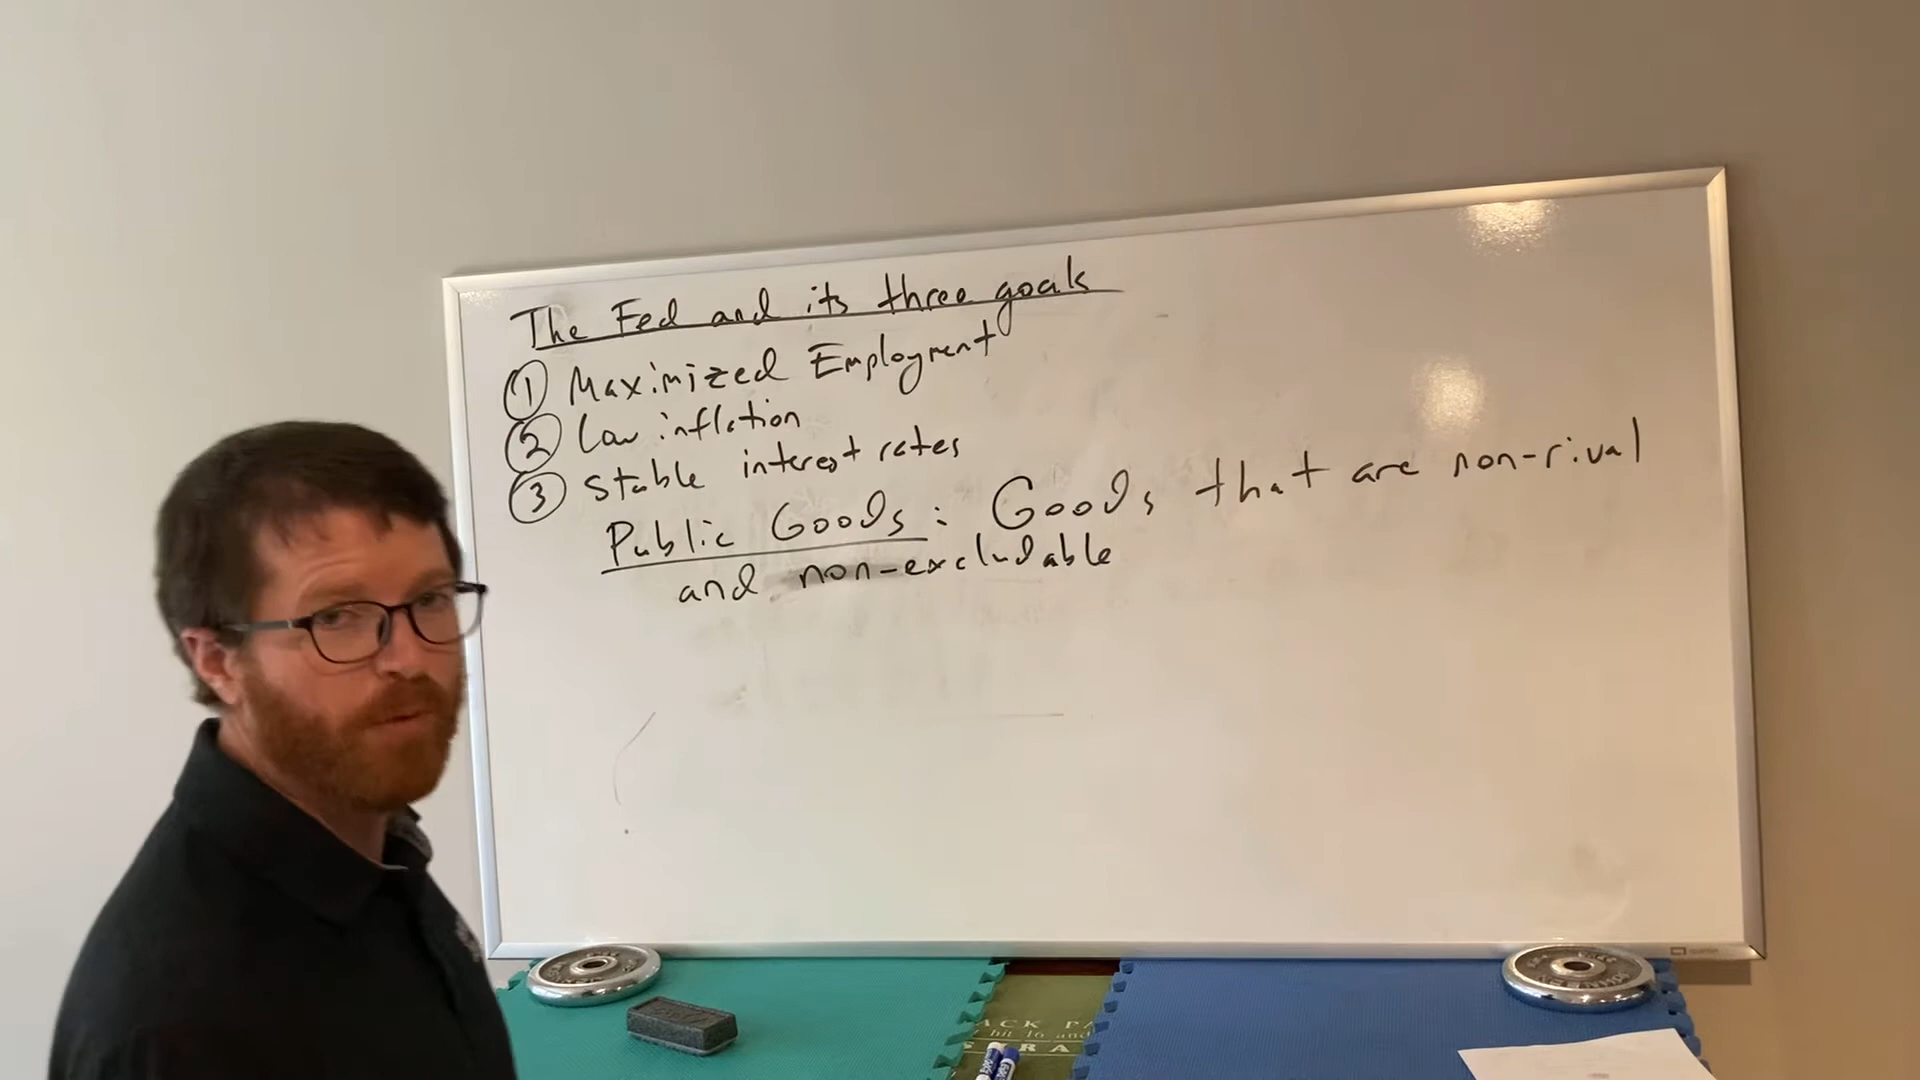 The Fed and its three goals
① Maximized Employment
② Low inflation
③ Stable interest rates
Public Goods: Goods that are non-rival
and non-excludable